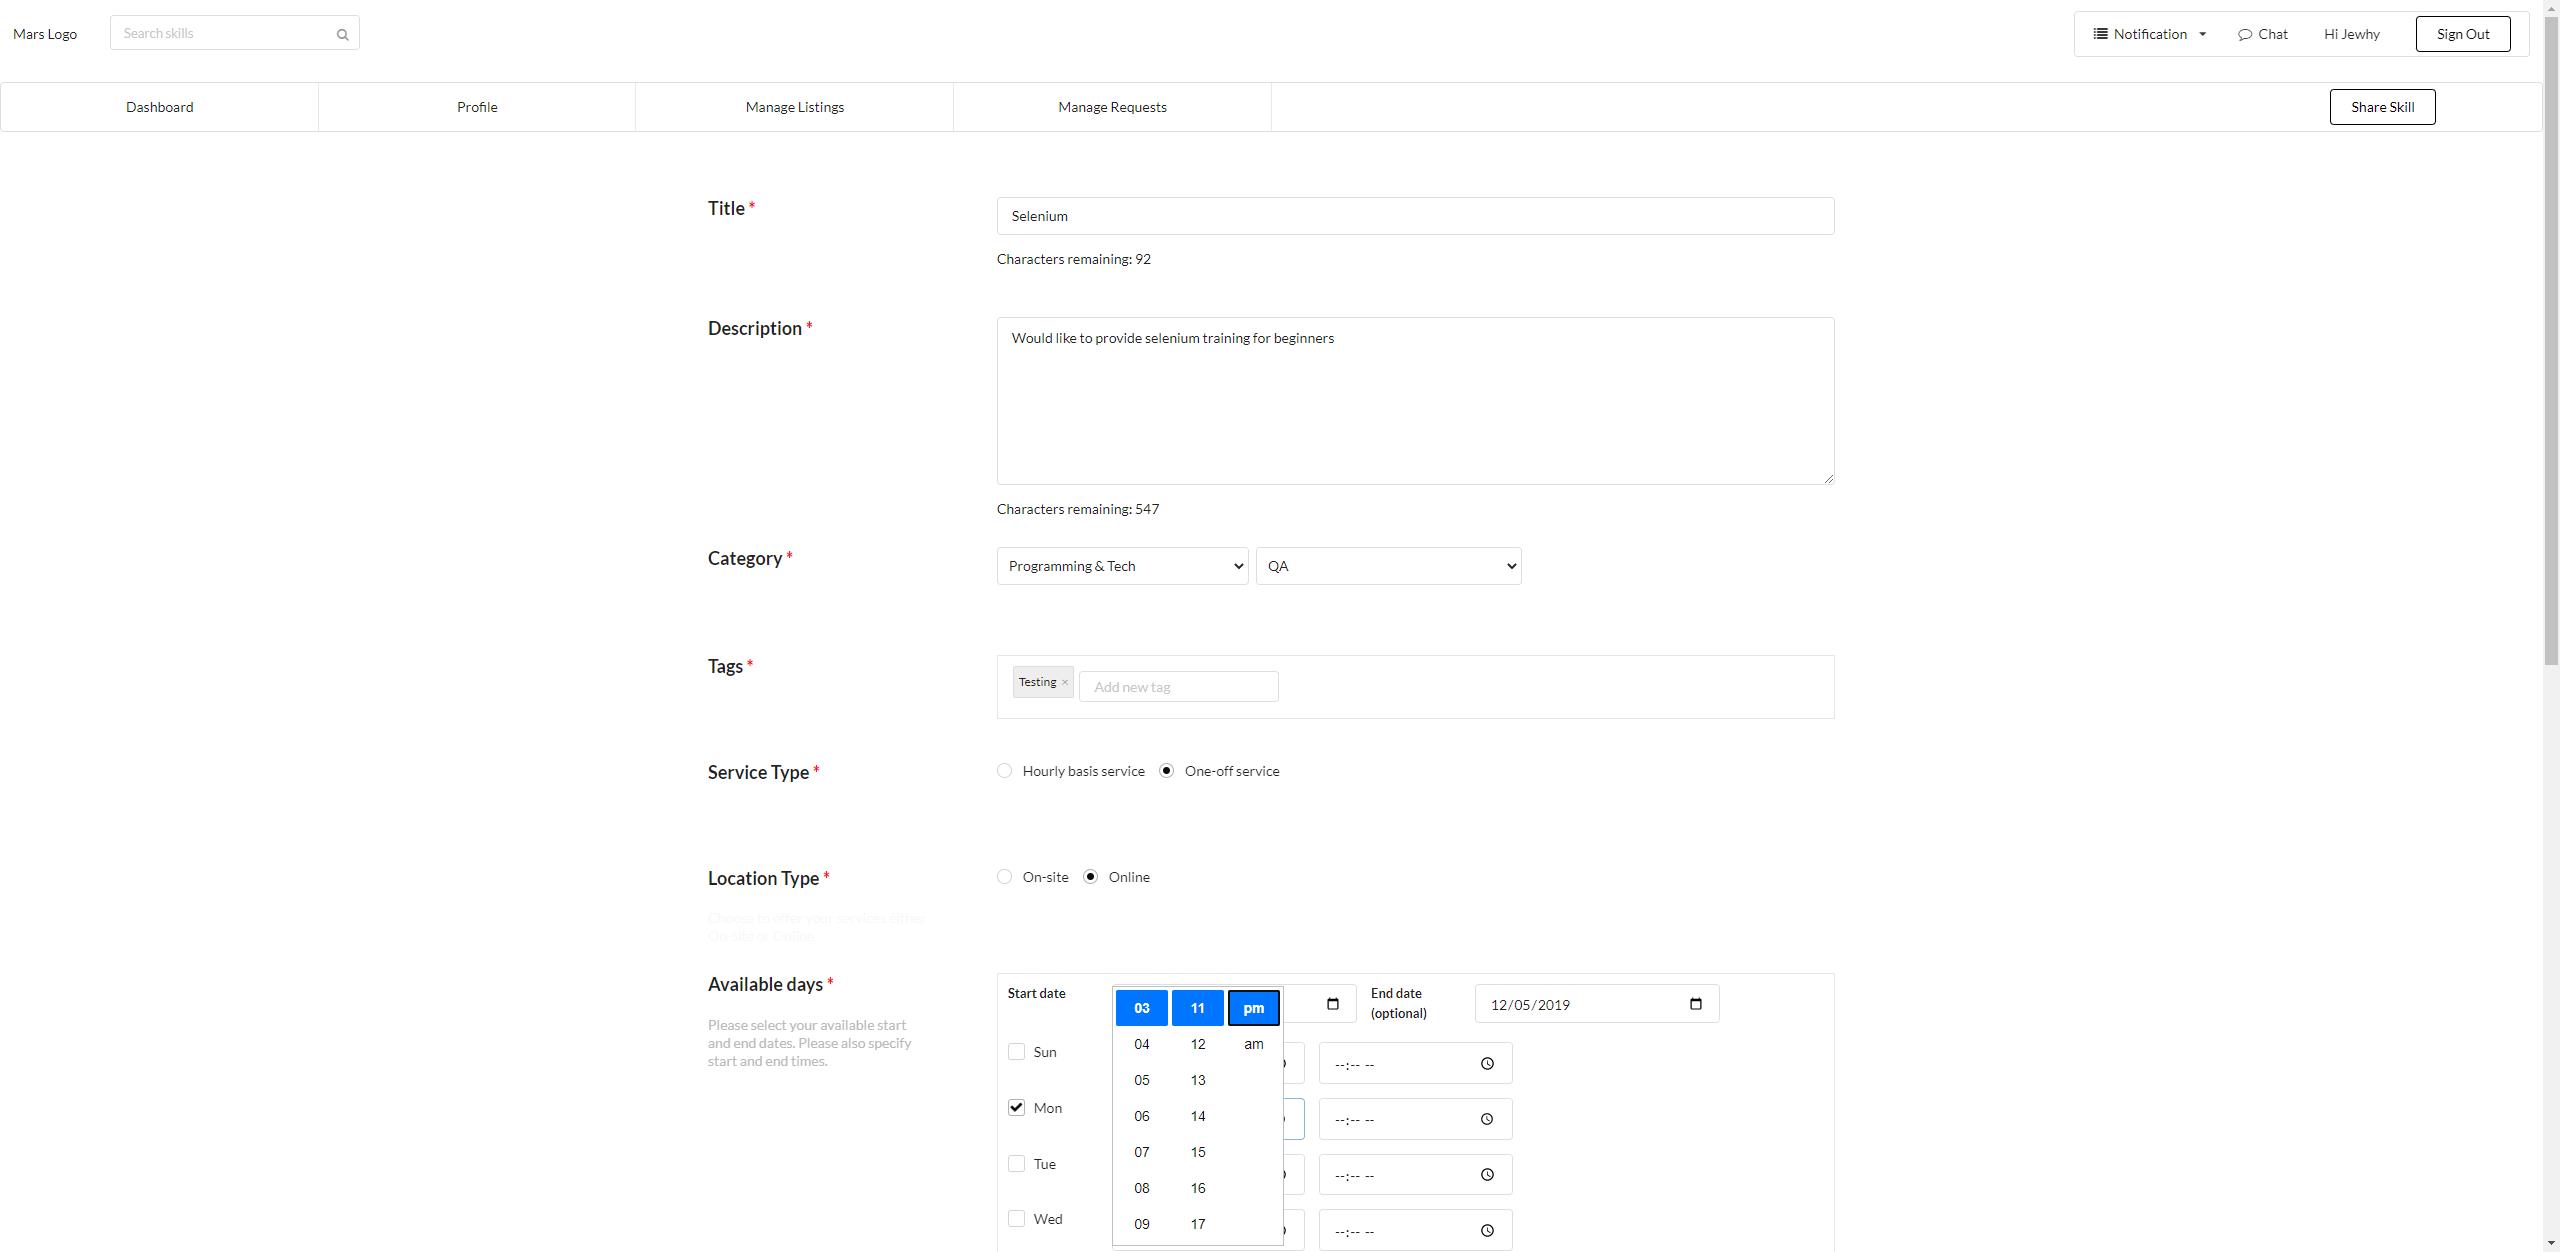 Mars Logo
Search skills
Notification
Chat
Hi Jewhy
Sign Out
Dashboard
Profile
Manage Listings
Manage Requests
Share Skill
Title *
Selenium
Characters remaining: 92
Description *
Would like to provide selenium training for beginners
Characters remaining: 547
Category *
Programming & Tech
QA
Tags *
Testing ×
Add new tag
Service Type *
Hourly basis service
One-off service
Location Type *
On-site
Online
Choose to offer your services either
On-site or Online.
Available days *
Please select your available start
and end dates. Please also specify
start and end times.
Start date
End date
(optional)
12/05/2019
03 11 pm
04 12 am
05 13
06 14
07 15
08 16
09 17
Sun
--:-- --
Mon
--:-- --
Tue
--:-- --
Wed
--:-- --